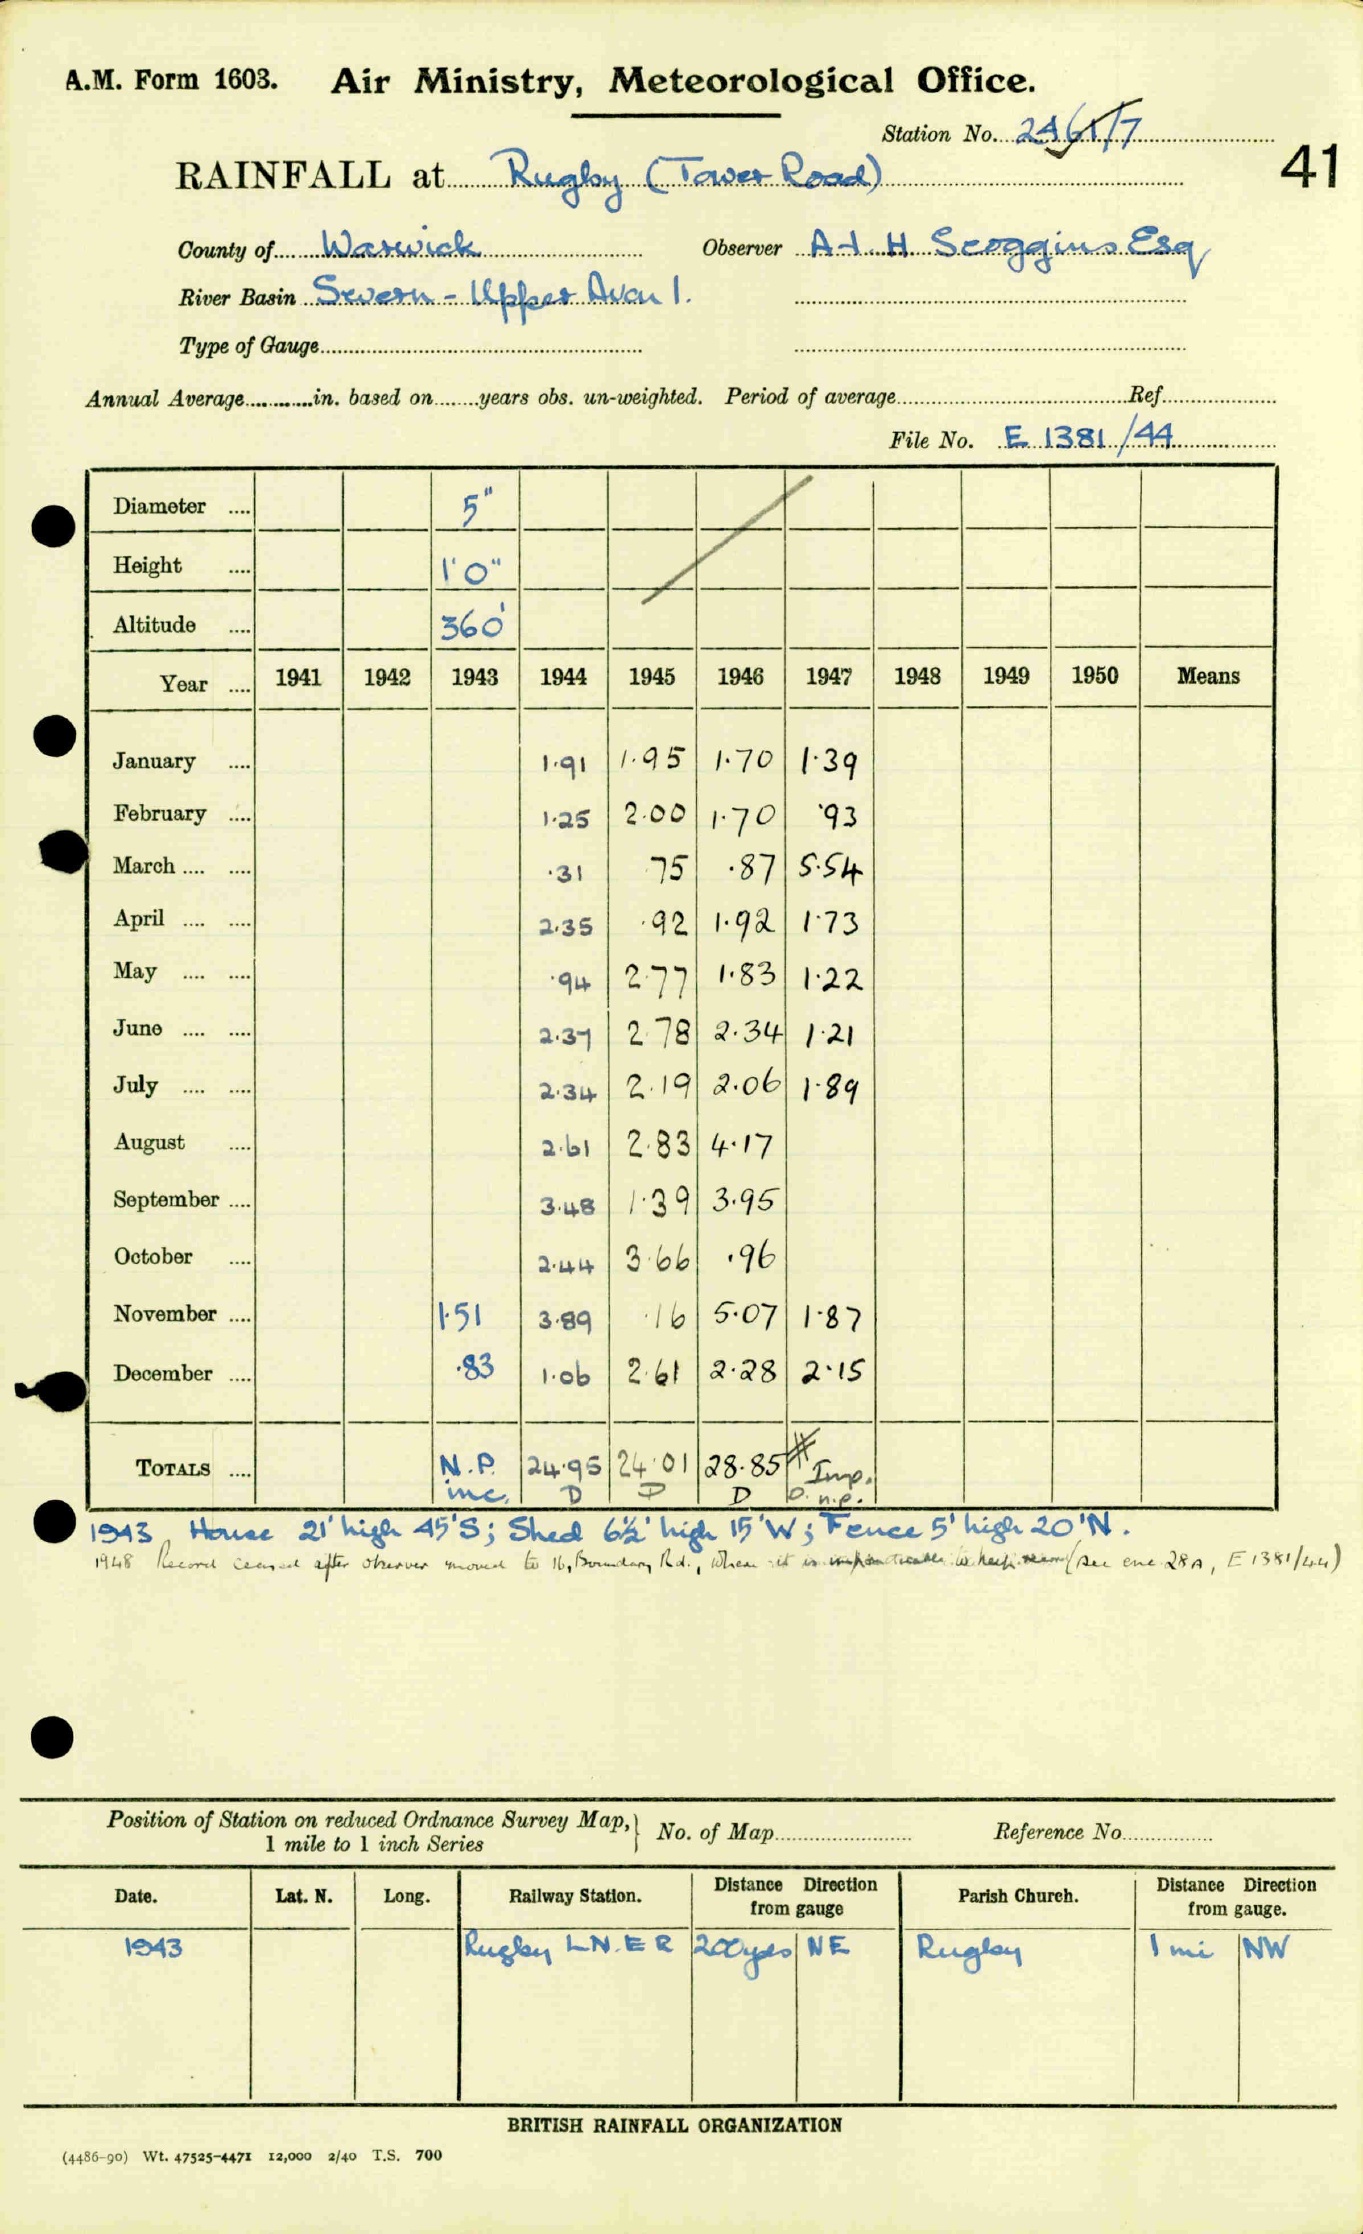 A.M. Form 1603. Air Ministry, Meteorological Office.
Station No. 2461/7
41
RAINFALL at Rugby (Tower Road)
County of Warwick Observer A. H. Scoggins Esq
River Basin Severn - Upper Avon 1.
Type of Gauge
Annual Average in. based on years obs. un-weighted. Period of average Ref.
File No. E 1381/44
Diameter 5"
Height 1'0"
Altitude 360'
Year 1941 1942 1943 1944 1945 1946 1947 1948 1949 1950 Means
January 1.91 1.95 1.70 1.39
February 1.25 2.00 1.70 .93
March .31 .75 .87 5.54
April 2.35 .92 1.92 1.73
May .94 2.77 1.83 1.22
June 2.37 2.78 2.34 1.21
July 2.34 2.19 2.06 1.89
August 2.61 2.83 4.17
September 3.48 1.39 3.95
October 2.44 3.66 .96
November 1.51 3.89 .16 5.07 1.87
December .83 1.06 2.61 2.28 2.15
TOTALS N.P. 24.95 24.01 28.85 # Imp.
inc. D D D O. n.p.
1943 House 21' high 45'S; Shed 6½' high 15'W; Fence 5' high 20'N.
1948 Record ceased after observer moved to 16, Boundary Rd., where it is impracticable to keep record (see enc 28A, E 1381/44)
Position of Station on reduced Ordnance Survey Map, } No. of Map Reference No.
1 mile to 1 inch Series
Date. Lat. N. Long. Railway Station. Distance Direction from gauge Parish Church. Distance Direction from gauge.
1943 Rugby L.N.E R 200yds NE Rugby 1 mi NW
BRITISH RAINFALL ORGANIZATION
(4486-90) Wt. 47525-4471 12,000 2/40 T.S. 700